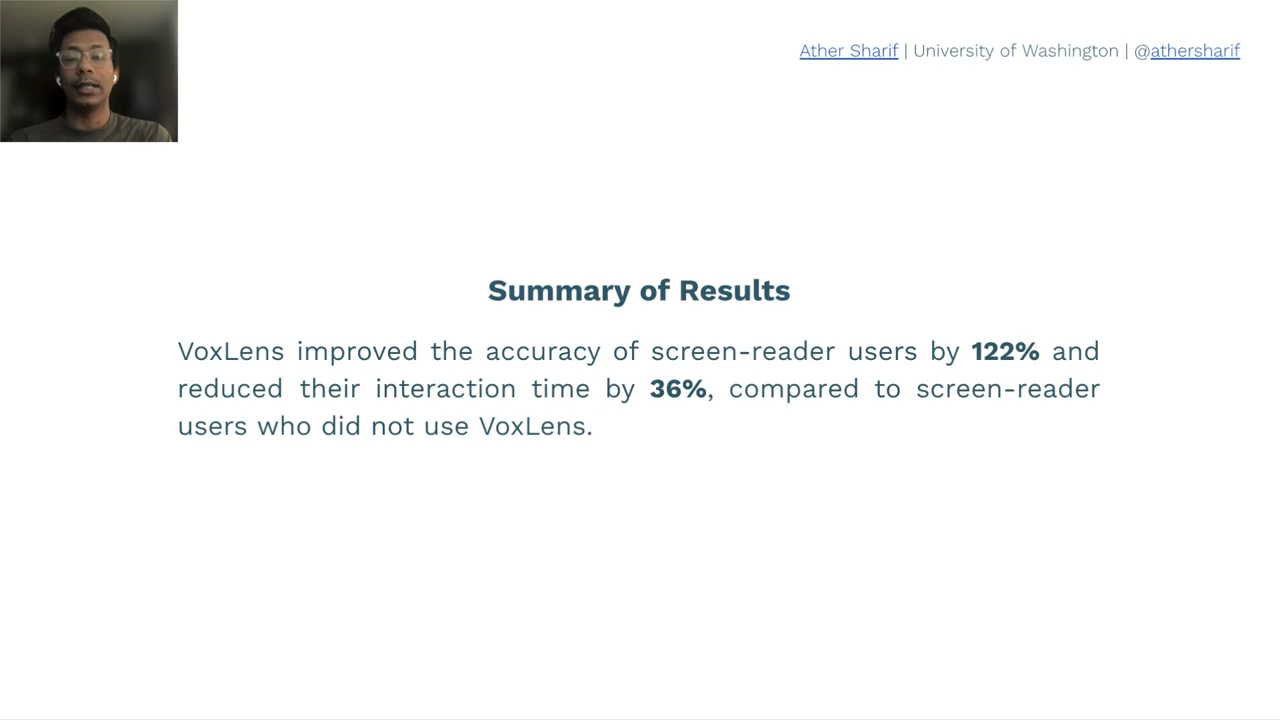 Ather Sharif | University of Washington | @athersharif
Summary of Results
VoxLens improved the accuracy of screen-reader users by 122% and
reduced their interaction time by 36%, compared to screen-reader
users who did not use VoxLens.